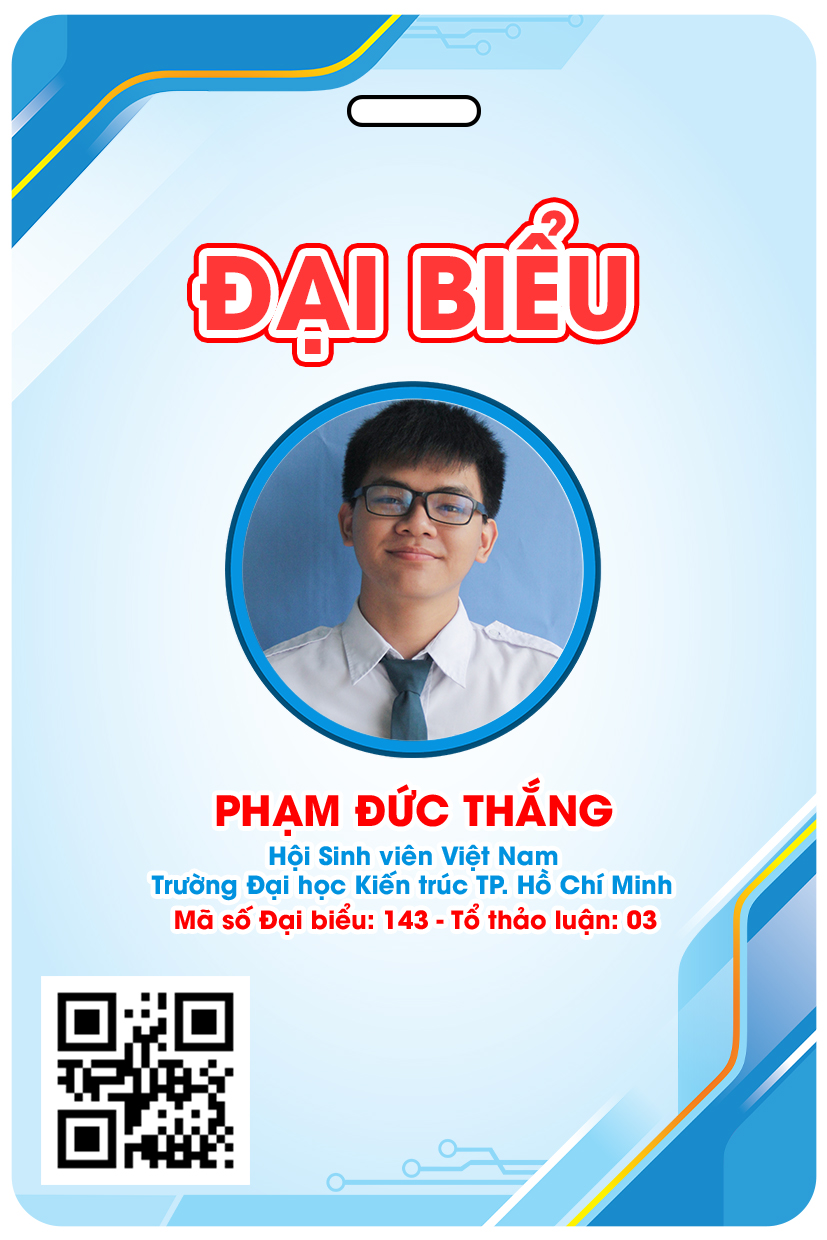 ĐẠI BIỂU
PHẠM ĐỨC THẮNG
Hội Sinh viên Việt Nam
Trường Đại học Kiến trúc TP. Hồ Chí Minh
Mã số Đại biểu: 143 - Tổ thảo luận: 03